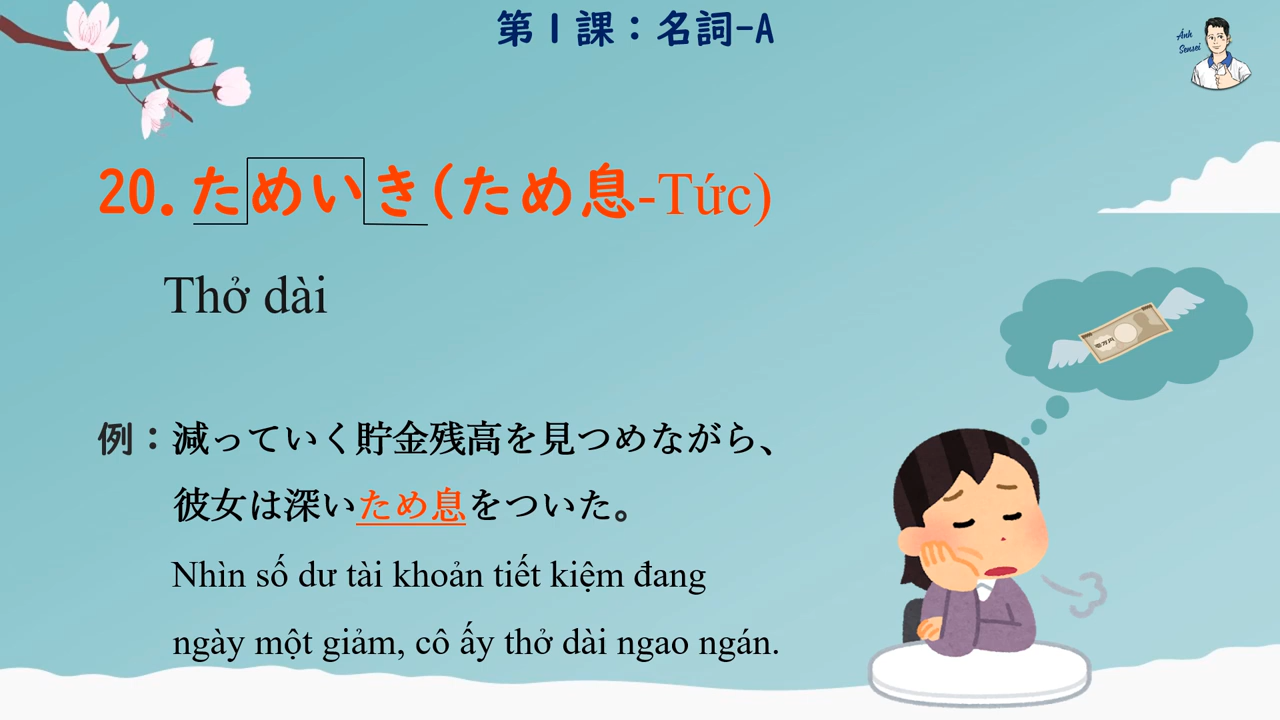 第1課：名詞-A
Ánh
Sensei
20.ためいき(ため息-Tức)
Thở dài
例：減っていく貯金残高を見つめながら、
彼女は深いため息をついた。
Nhìn số dư tài khoản tiết kiệm đang
ngày một giảm, cô ấy thở dài ngao ngán.